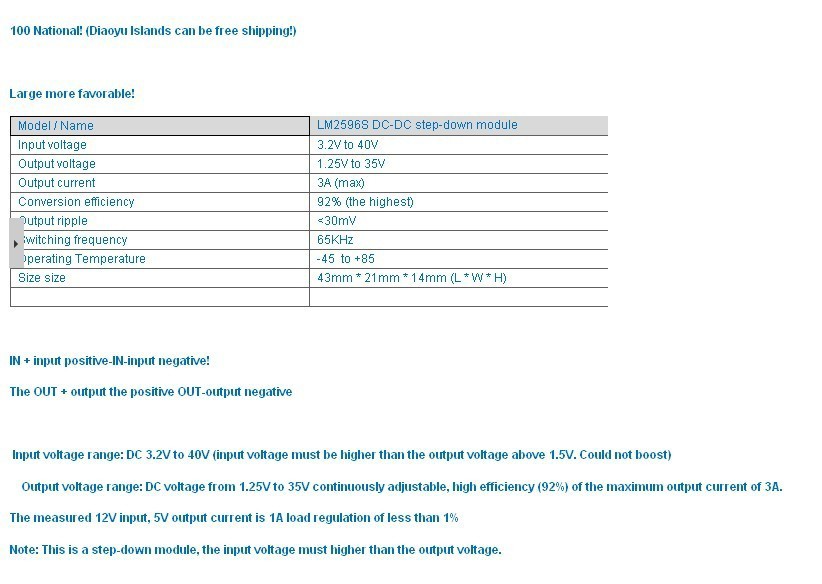 100 National! (Diaoyu Islands can be free shipping!)
Large more favorable!
Model / Name LM2596S DC-DC step-down module
Input voltage 3.2V to 40V
Output voltage 1.25V to 35V
Output current 3A (max)
Conversion efficiency 92% (the highest)
Output ripple <30mV
Switching frequency 65KHz
Operating Temperature -45 to +85
Size size 43mm * 21mm * 14mm (L * W * H)
IN + input positive-IN-input negative!
The OUT + output the positive OUT-output negative
Input voltage range: DC 3.2V to 40V (input voltage must be higher than the output voltage above 1.5V. Could not boost)
Output voltage range: DC voltage from 1.25V to 35V continuously adjustable, high efficiency (92%) of the maximum output current of 3A.
The measured 12V input, 5V output current is 1A load regulation of less than 1%
Note: This is a step-down module, the input voltage must higher than the output voltage.